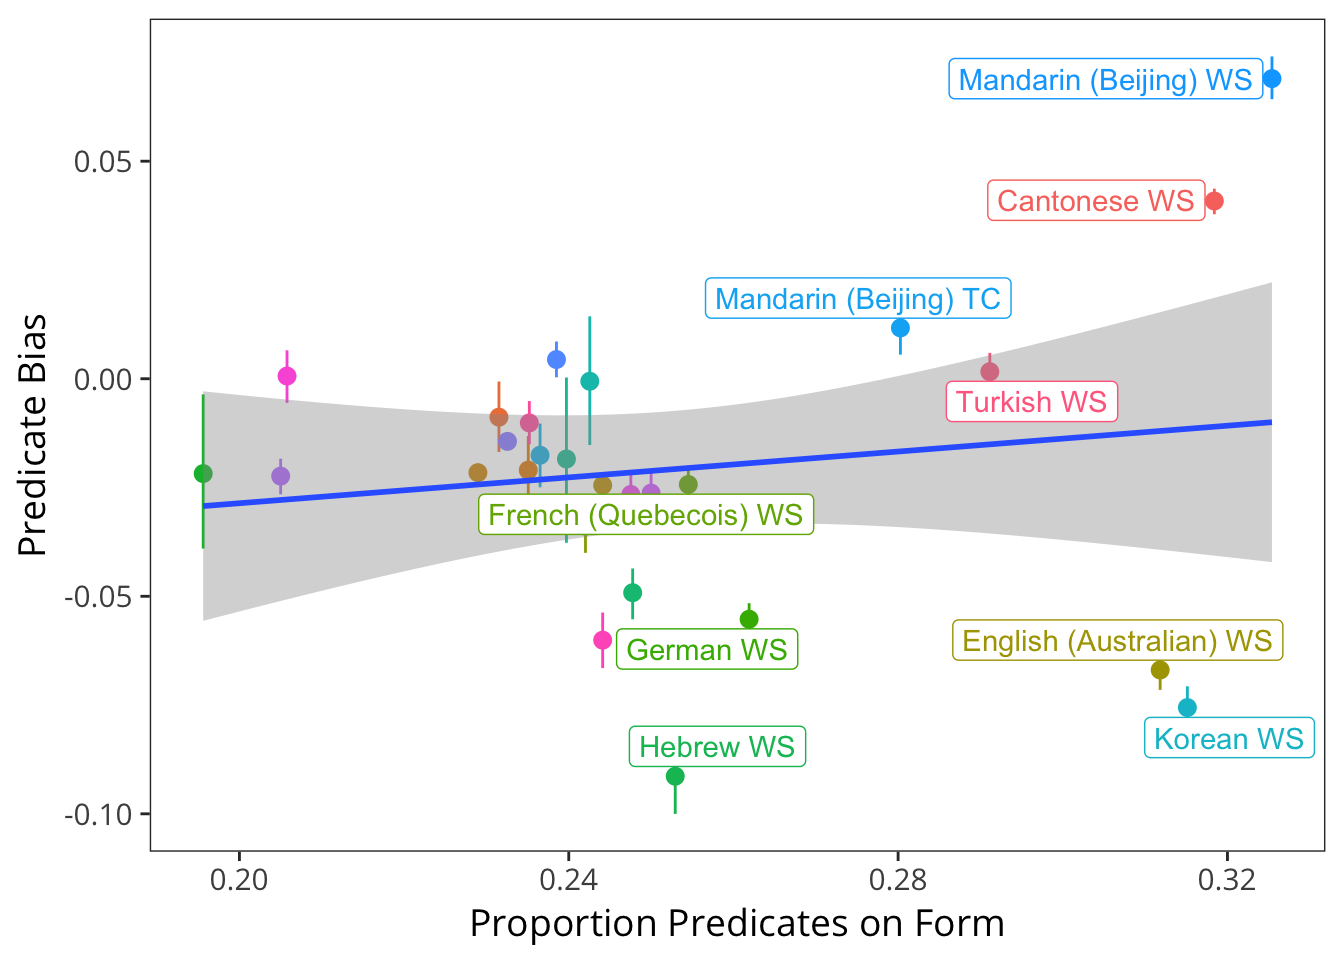 Mandarin (Beijing) WS
0.05
Cantonese WS
Mandarin (Beijing) TC
0.00
Turkish WS
Predicate Bias
French (Quebecois) WS
-0.05
English (Australian) WS
German WS
Korean WS
Hebrew WS
-0.10
0.20 0.24 0.28 0.32
Proportion Predicates on Form